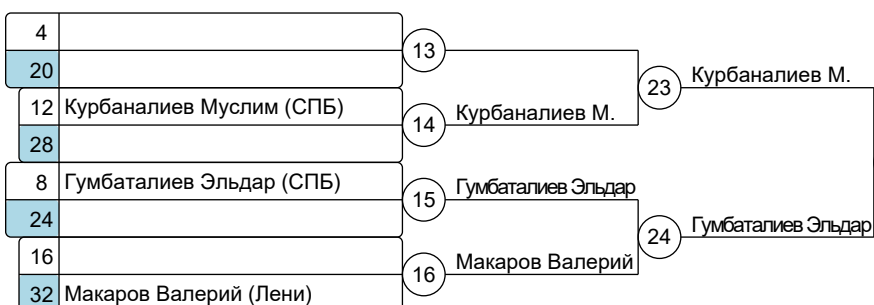 4
13
20
23 Курбаналиев М.
12 Курбаналиев Муслим (СПБ)
14 Курбаналиев М.
28
8 Гумбаталиев Эльдар (СПБ)
15 Гумбаталиев Эльдар
24
24 Гумбаталиев Эльдар
16
16 Макаров Валерий
32 Макаров Валерий (Лени)